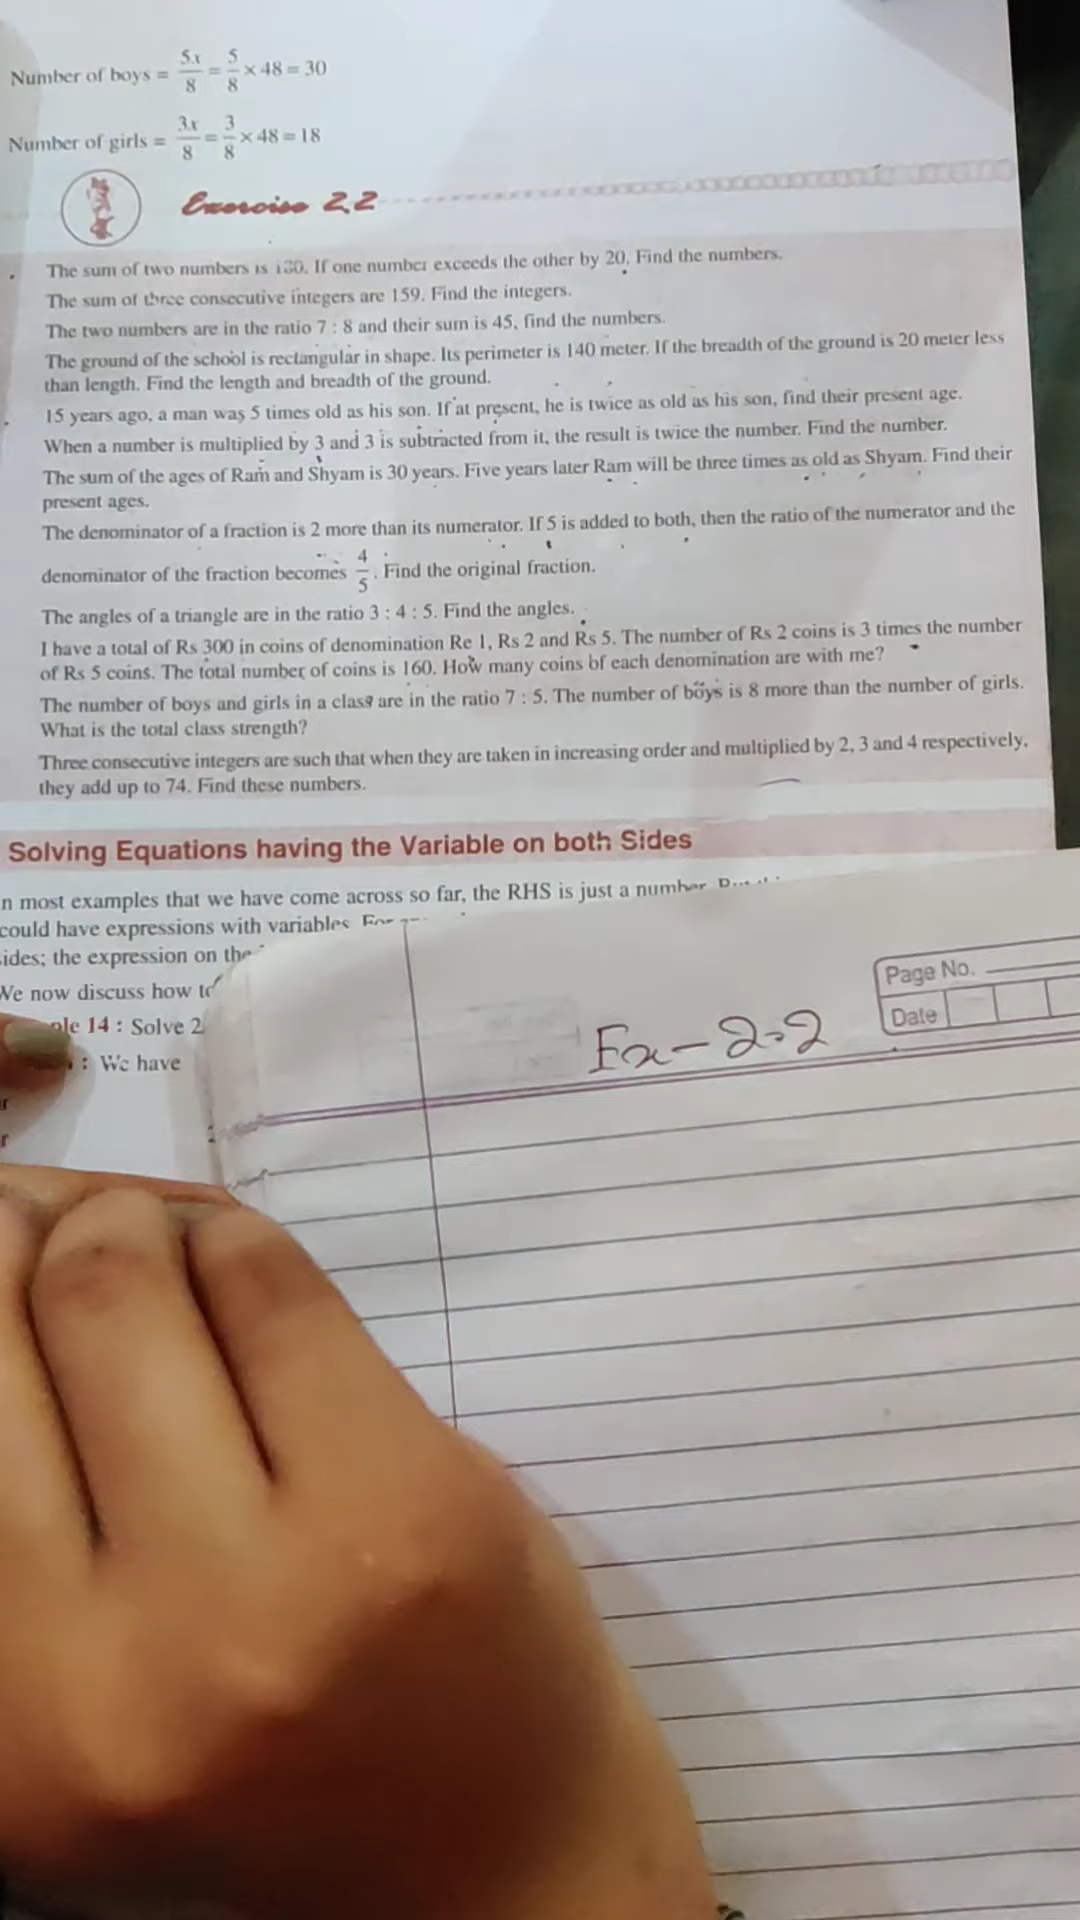 Number of boys = 5x/8 = 5/8 × 48 = 30
Number of girls = 3x/8 = 3/8 × 48 = 18
Exercise 2.2
The sum of two numbers is 180. If one number exceeds the other by 20. Find the numbers.
The sum of three consecutive integers are 159. Find the integers.
The two numbers are in the ratio 7 : 8 and their sum is 45, find the numbers.
The ground of the school is rectangular in shape. Its perimeter is 140 meter. If the breadth of the ground is 20 meter less
than length. Find the length and breadth of the ground.
15 years ago, a man was 5 times old as his son. If at present, he is twice as old as his son, find their present age.
When a number is multiplied by 3 and 3 is subtracted from it, the result is twice the number. Find the number.
The sum of the ages of Ram and Shyam is 30 years. Five years later Ram will be three times as old as Shyam. Find their
present ages.
The denominator of a fraction is 2 more than its numerator. If 5 is added to both, then the ratio of the numerator and the
denominator of the fraction becomes 4/5. Find the original fraction.
The angles of a triangle are in the ratio 3 : 4 : 5. Find the angles.
I have a total of Rs 300 in coins of denomination Re 1, Rs 2 and Rs 5. The number of Rs 2 coins is 3 times the number
of Rs 5 coins. The total number of coins is 160. How many coins of each denomination are with me?
The number of boys and girls in a class are in the ratio 7 : 5. The number of boys is 8 more than the number of girls.
What is the total class strength?
Three consecutive integers are such that when they are taken in increasing order and multiplied by 2, 3 and 4 respectively,
they add up to 74. Find these numbers.
Solving Equations having the Variable on both Sides
n most examples that we have come across so far, the RHS is just a number.
could have expressions with variables.
ides; the expression on the
We now discuss how to
ple 14 : Solve 2
: We have
Page No.
Date
Ex - 2.2